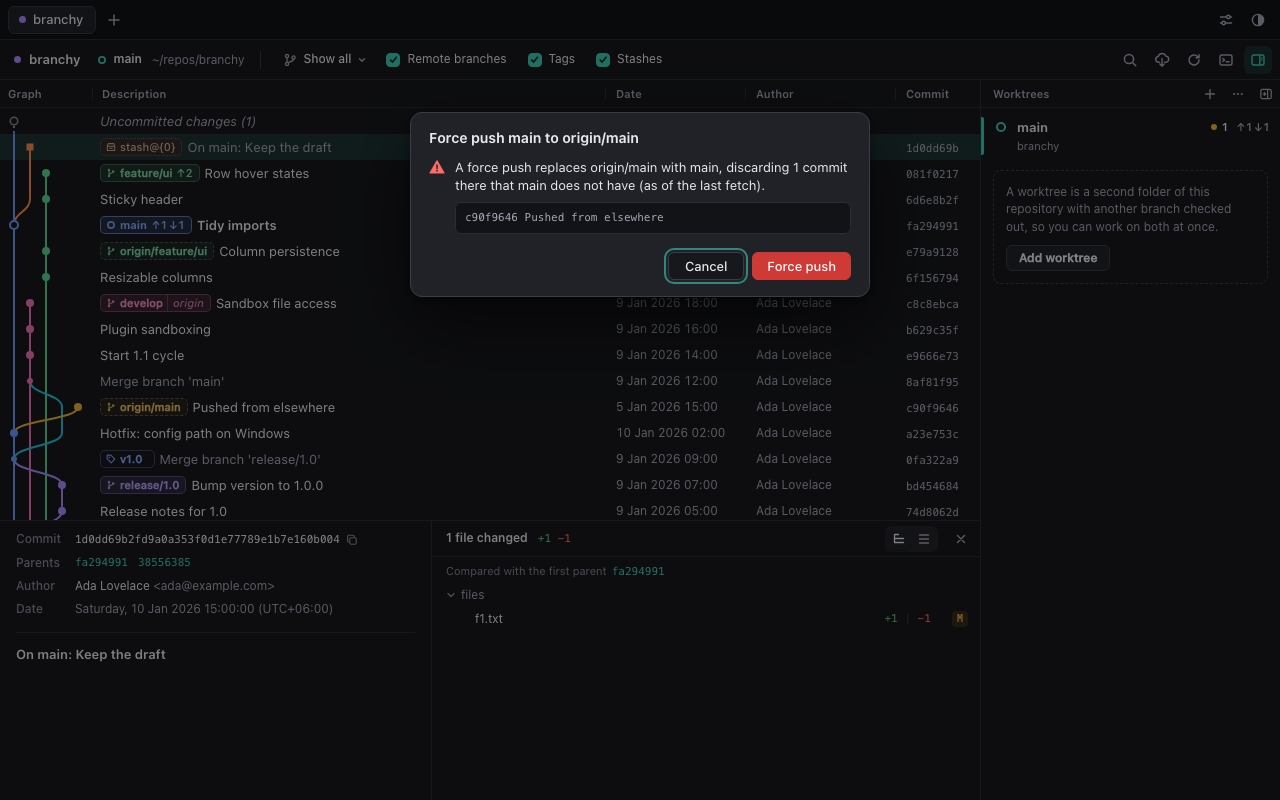 branchy
branchy main ~/repos/branchy Show all Remote branches Tags Stashes
Graph Description Date Author Commit Worktrees
Uncommitted changes (1)
stash@{0} On main: Keep the draft 1d0dd69b
feature/ui ↑2 Row hover states 081f0217
Sticky header 6d6e8b2f
main ↑1↓1 Tidy imports fa294991
origin/feature/ui Column persistence e79a9128
Resizable columns 6f156794
develop origin Sandbox file access 9 Jan 2026 18:00 Ada Lovelace c8c8ebca
Plugin sandboxing 9 Jan 2026 16:00 Ada Lovelace b629c35f
Start 1.1 cycle 9 Jan 2026 14:00 Ada Lovelace e9666e73
Merge branch 'main' 9 Jan 2026 12:00 Ada Lovelace 8af81f95
origin/main Pushed from elsewhere 5 Jan 2026 15:00 Ada Lovelace c90f9646
Hotfix: config path on Windows 10 Jan 2026 02:00 Ada Lovelace a23e753c
v1.0 Merge branch 'release/1.0' 9 Jan 2026 09:00 Ada Lovelace 0fa322a9
release/1.0 Bump version to 1.0.0 9 Jan 2026 07:00 Ada Lovelace bd454684
Release notes for 1.0 9 Jan 2026 05:00 Ada Lovelace 74d8062d
Force push main to origin/main
A force push replaces origin/main with main, discarding 1 commit
there that main does not have (as of the last fetch).
c90f9646 Pushed from elsewhere
Cancel Force push
main 1 ↑1↓1
branchy
A worktree is a second folder of this
repository with another branch checked
out, so you can work on both at once.
Add worktree
Commit 1d0dd69b2fd9a0a353f0d1e77789e1b7e160b004
Parents fa294991 38556385
Author Ada Lovelace <ada@example.com>
Date Saturday, 10 Jan 2026 15:00:00 (UTC+06:00)
On main: Keep the draft
1 file changed +1 −1
Compared with the first parent fa294991
files
f1.txt +1 | −1 M